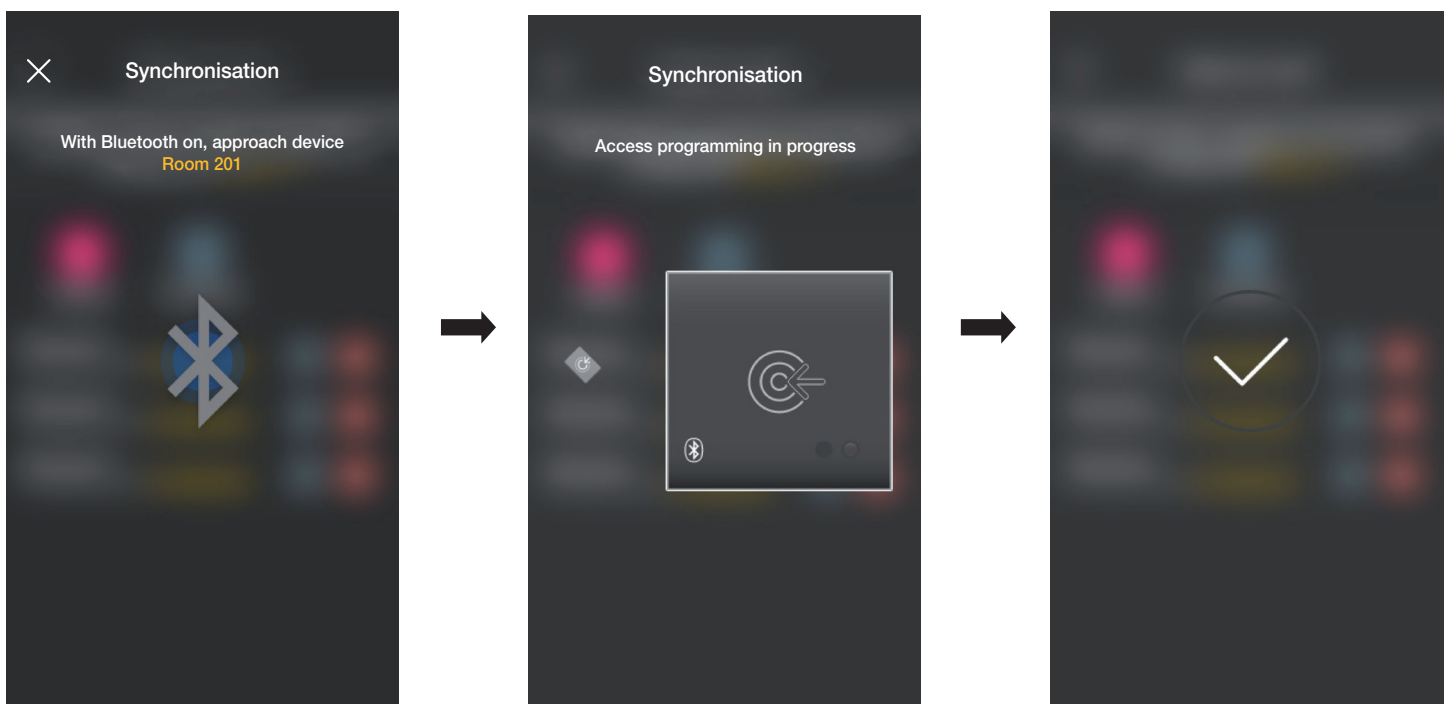 Synchronisation
With Bluetooth on, approach device
Room 201
Synchronisation
Access programming in progress